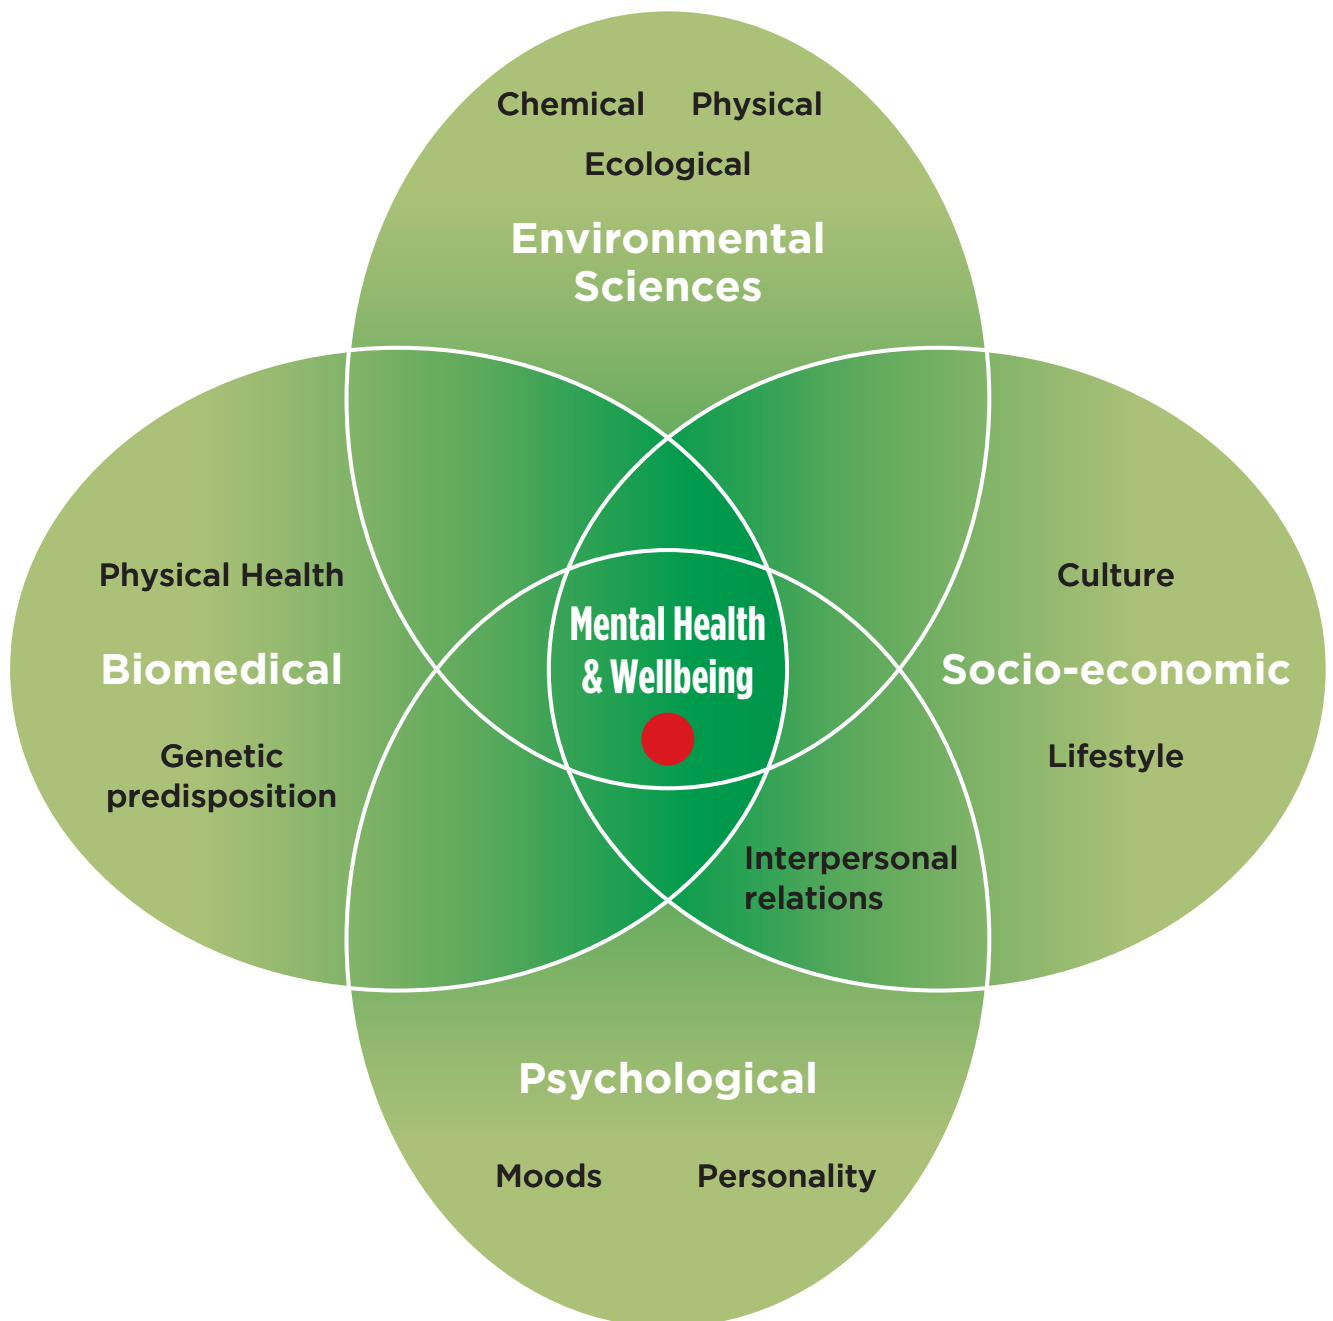 Chemical Physical
Ecological
Environmental
Sciences
Physical Health
Biomedical
Genetic
predisposition
Mental Health
& Wellbeing
Culture
Socio-economic
Lifestyle
Interpersonal
relations
Psychological
Moods Personality